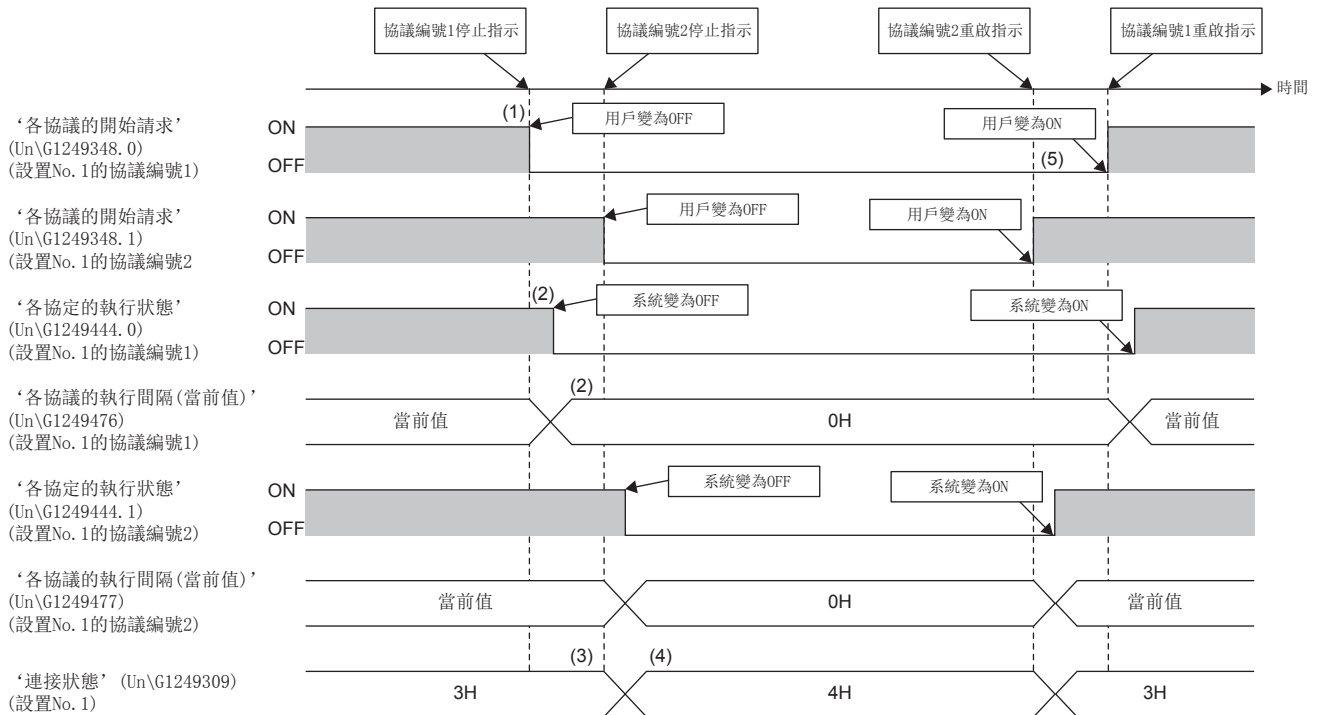 協議編號1停止指示
協議編號2停止指示
協議編號2重啟指示
協議編號1重啟指示
時間
‘各協議的開始請求’
(Un\G1249348.0)
(設置No.1的協議編號1)
ON
OFF
(1)
用戶變為OFF
用戶變為ON
(5)
‘各協議的開始請求’
(Un\G1249348.1)
(設置No.1的協議編號2
ON
OFF
用戶變為OFF
用戶變為ON
‘各協定的執行狀態’
(Un\G1249444.0)
(設置No.1的協議編號1)
ON
OFF
(2)
系統變為OFF
系統變為ON
‘各協議的執行間隔(當前值)’
(Un\G1249476)
(設置No.1的協議編號1)
當前值
(2)
0H
當前值
‘各協定的執行狀態’
(Un\G1249444.1)
(設置No.1的協議編號2)
ON
OFF
系統變為OFF
系統變為ON
‘各協議的執行間隔(當前值)’
(Un\G1249477)
(設置No.1的協議編號2)
當前值
0H
當前值
‘連接狀態’(Un\G1249309)
(設置No.1)
3H
(3)
(4)
4H
3H